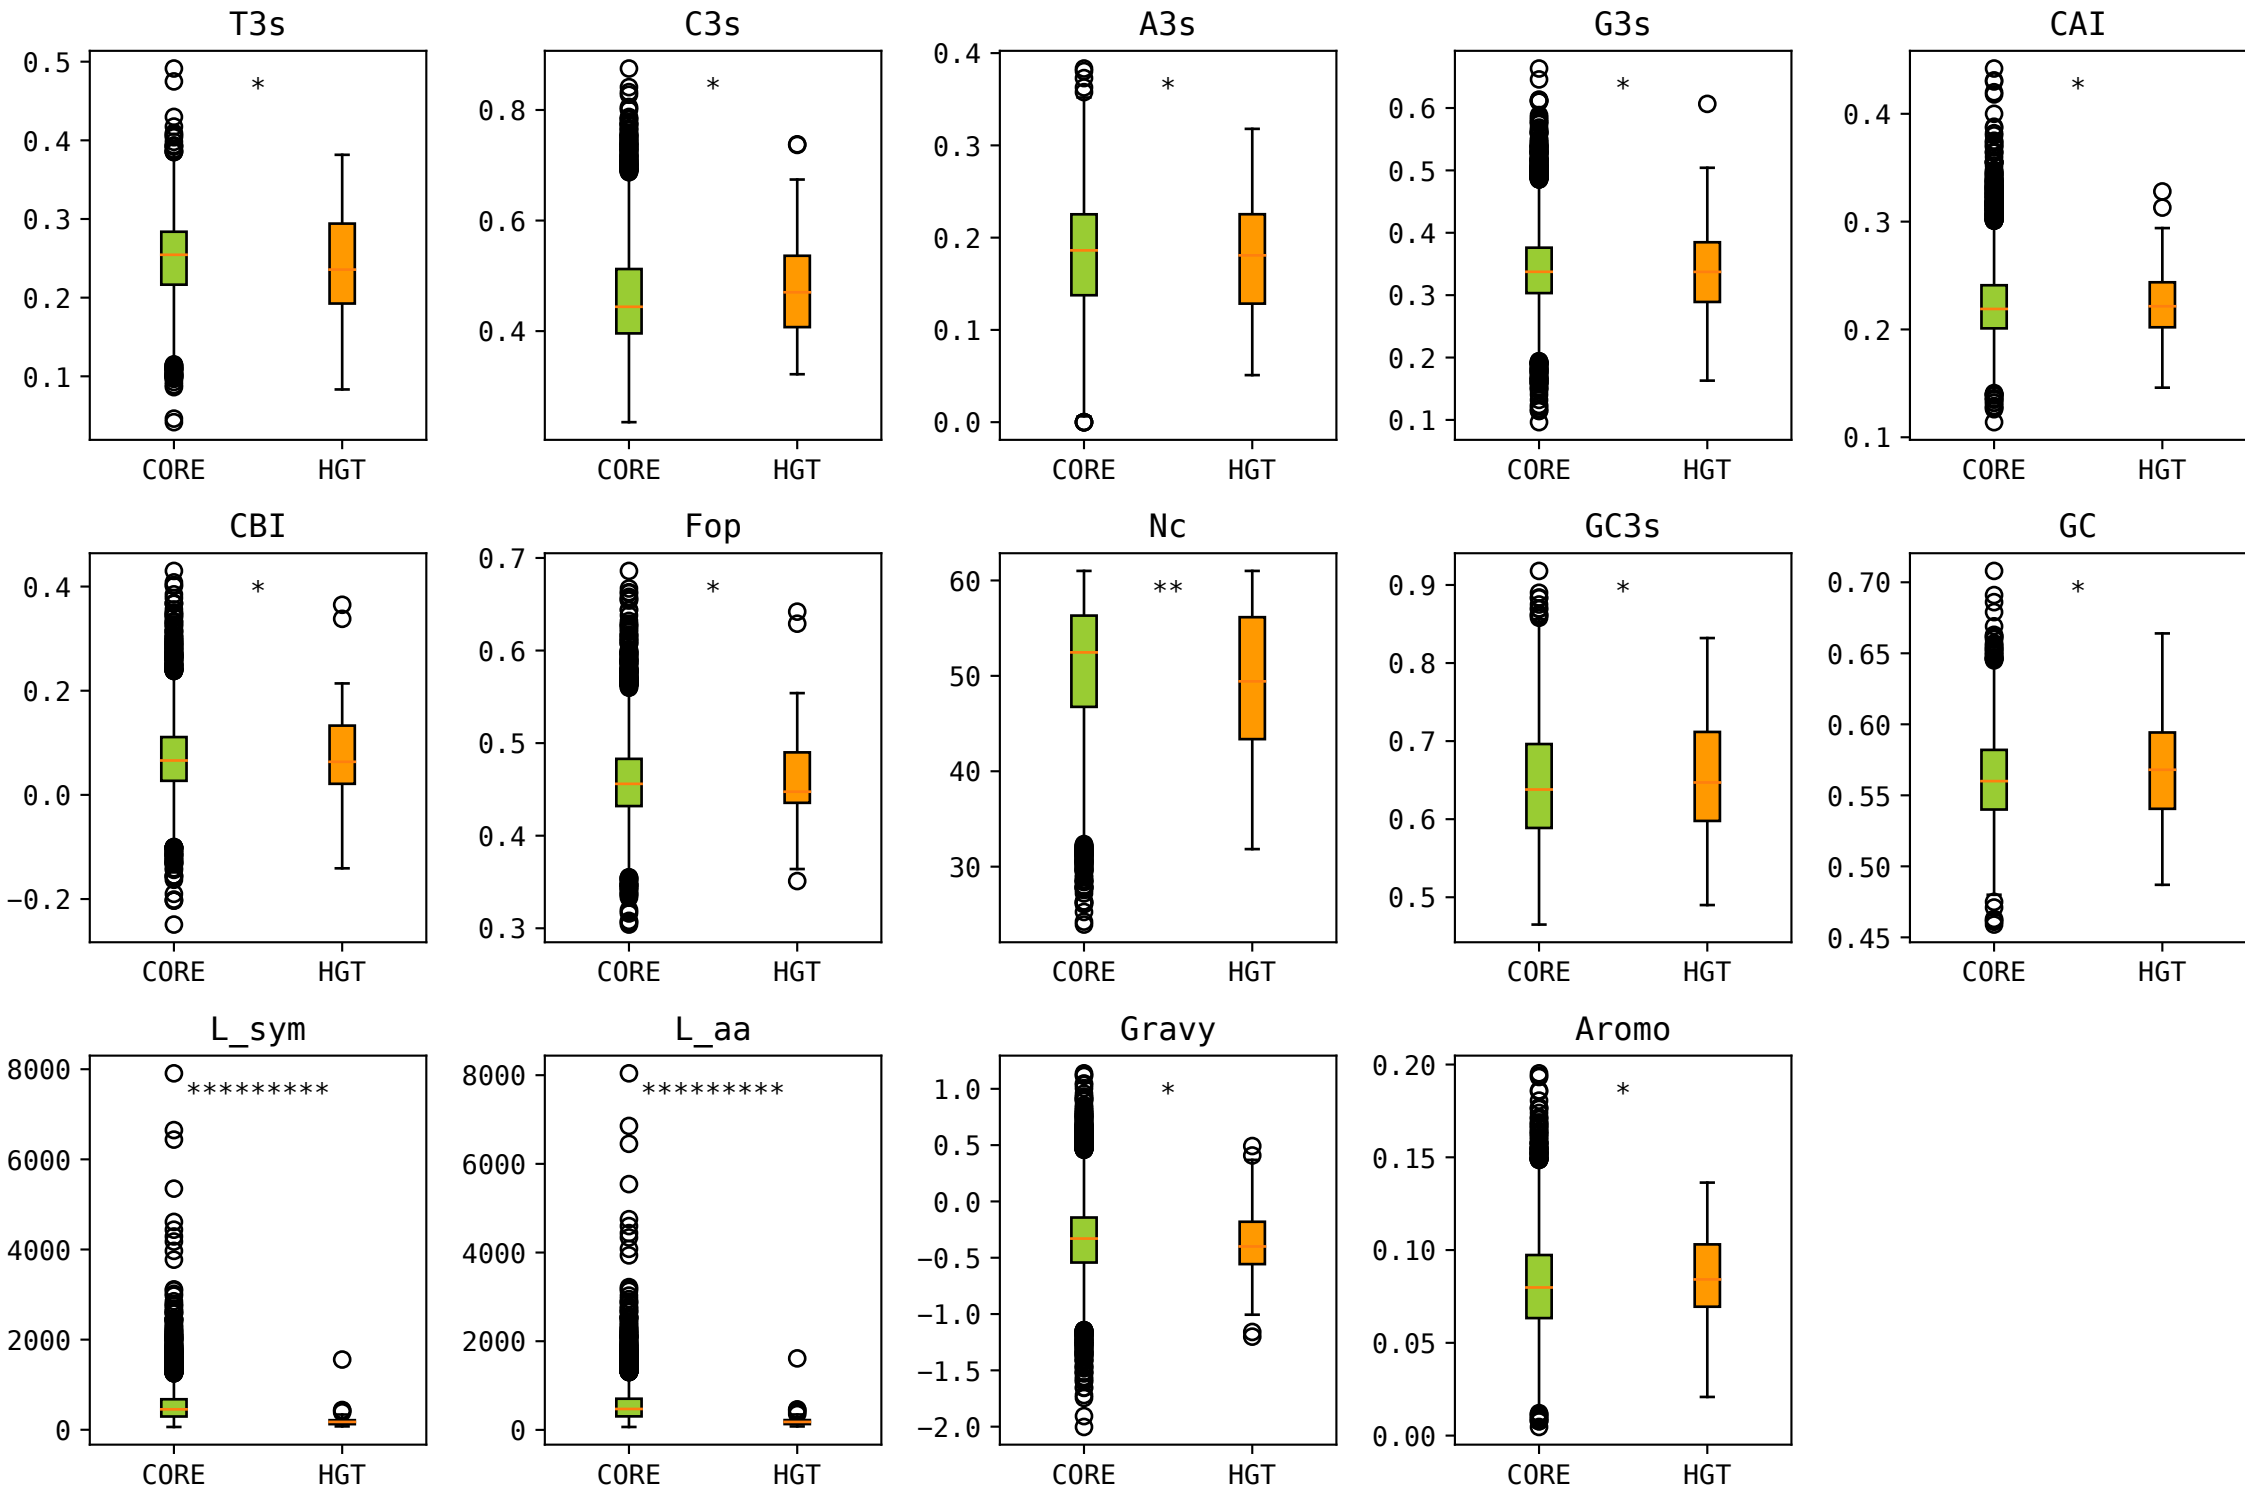 T3s
C3s
A3s
G3s
CAI
0.5
0.4
0.3
0.2
0.1
*
CORE
HGT
0.8
0.6
0.4
*
CORE
HGT
0.4
0.3
0.2
0.1
0.0
*
CORE
HGT
0.6
0.5
0.4
0.3
0.2
0.1
*
CORE
HGT
0.4
0.3
0.2
0.1
*
CORE
HGT
CBI
Fop
Nc
GC3s
GC
0.4
0.2
0.0
−0.2
*
CORE
HGT
0.7
0.6
0.5
0.4
0.3
*
CORE
HGT
60
50
40
30
**
CORE
HGT
0.9
0.8
0.7
0.6
0.5
*
CORE
HGT
0.70
0.65
0.60
0.55
0.50
0.45
*
CORE
HGT
L_sym
L_aa
Gravy
Aromo
8000
6000
4000
2000
0
*********
CORE
HGT
8000
6000
4000
2000
0
*********
CORE
HGT
1.0
0.5
0.0
−0.5
−1.0
−1.5
−2.0
*
CORE
HGT
0.20
0.15
0.10
0.05
0.00
*
CORE
HGT